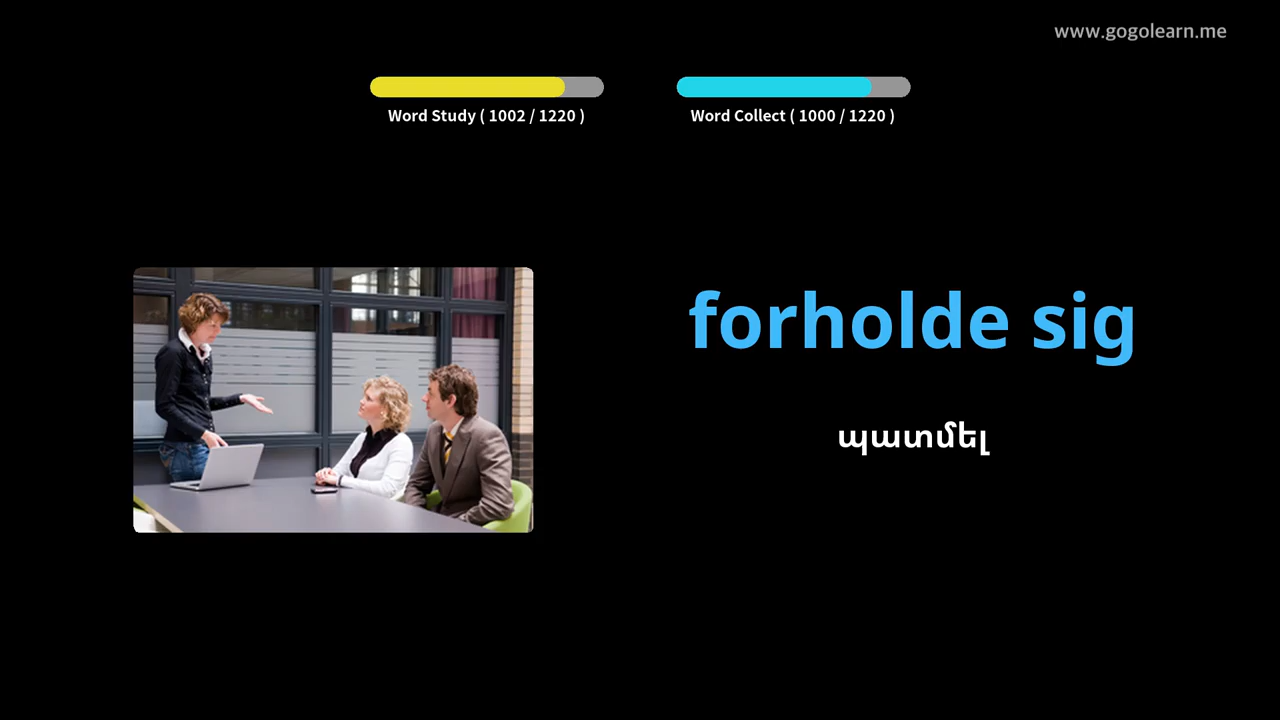 www.gogolearn.me
Word Study ( 1002 / 1220 )
Word Collect ( 1000 / 1220 )
forholde sig
պատմել